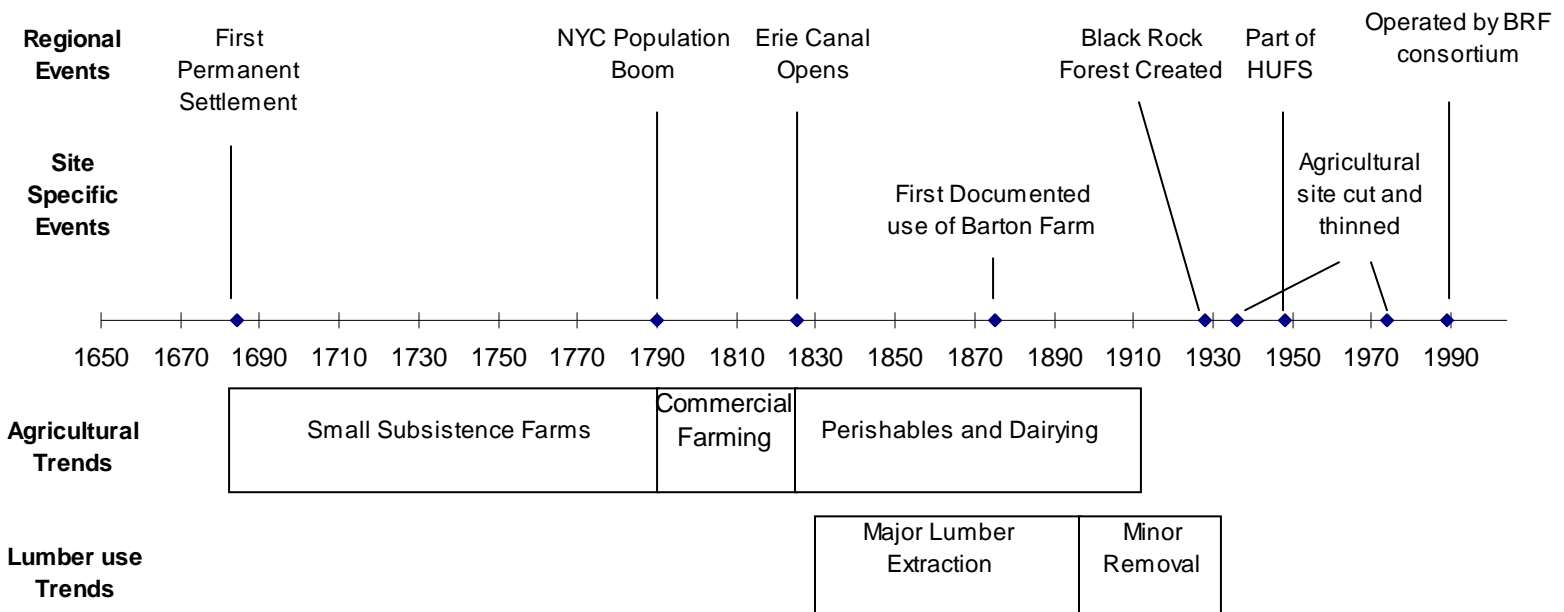 Regional
Events
First
Permanent
Settlement
NYC Population
Boom
Erie Canal
Opens
Black Rock
Forest Created
Part of
HUFS
Operated by BRF
consortium
Site
Specific
Events
First Documented
use of Barton Farm
Agricultural
site cut and
thinned
1650 1670 1690 1710 1730 1750 1770 1790 1810 1830 1850 1870 1890 1910 1930 1950 1970 1990
Agricultural
Trends
Small Subsistence Farms
Commercial
Farming
Perishables and Dairying
Lumber use
Trends
Major Lumber
Extraction
Minor
Removal